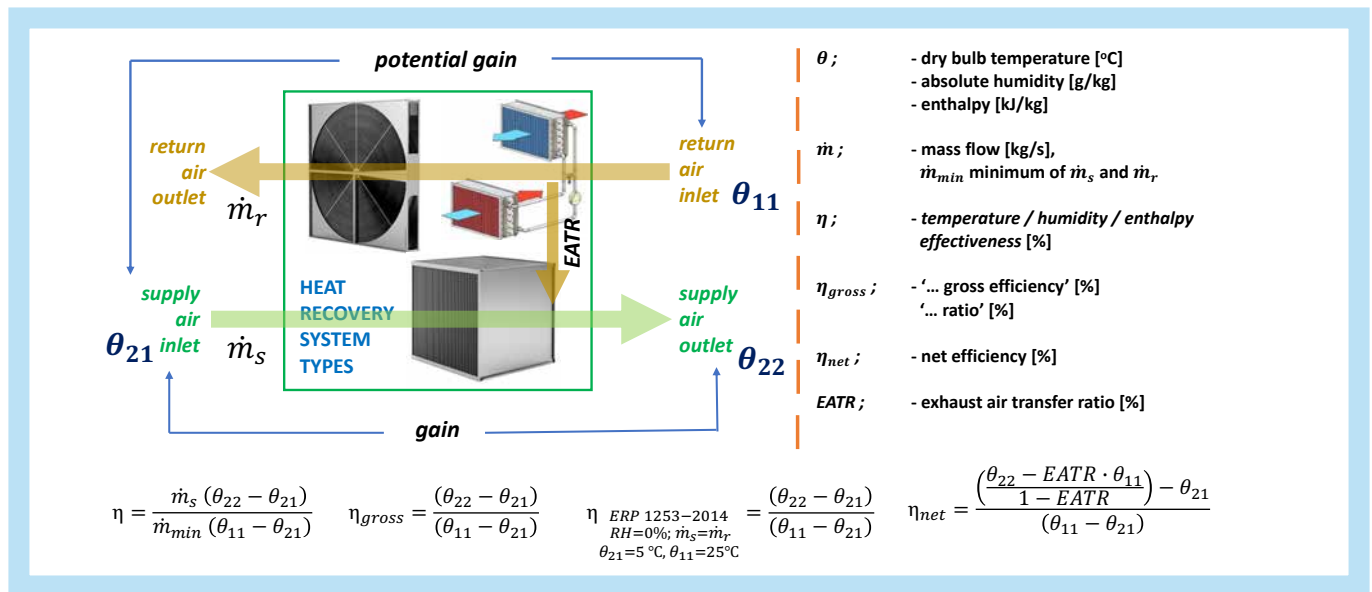 potential gain
return
air
outlet
ṁr
return
air
inlet
θ11
EATR
supply
air
inlet
θ21
ṁs
HEAT
RECOVERY
SYSTEM
TYPES
supply
air
outlet
θ22
gain
θ ; - dry bulb temperature [°C]
- absolute humidity [g/kg]
- enthalpy [kJ/kg]
ṁ ; - mass flow [kg/s],
ṁmin minimum of ṁs and ṁr
η ; - temperature / humidity / enthalpy
effectiveness [%]
ηgross ; - ‘... gross efficiency’ [%]
‘... ratio’ [%]
ηnet ; - net efficiency [%]
EATR ; - exhaust air transfer ratio [%]
η = ṁs (θ22 − θ21) / ṁmin (θ11 − θ21)
ηgross = (θ22 − θ21) / (θ11 − θ21)
η ERP 1253−2014
RH=0%; ṁs=ṁr
θ21=5 °C, θ11=25°C
= (θ22 − θ21) / (θ11 − θ21)
ηnet = ((θ22 − EATR · θ11) / (1 − EATR)) − θ21 / (θ11 − θ21)